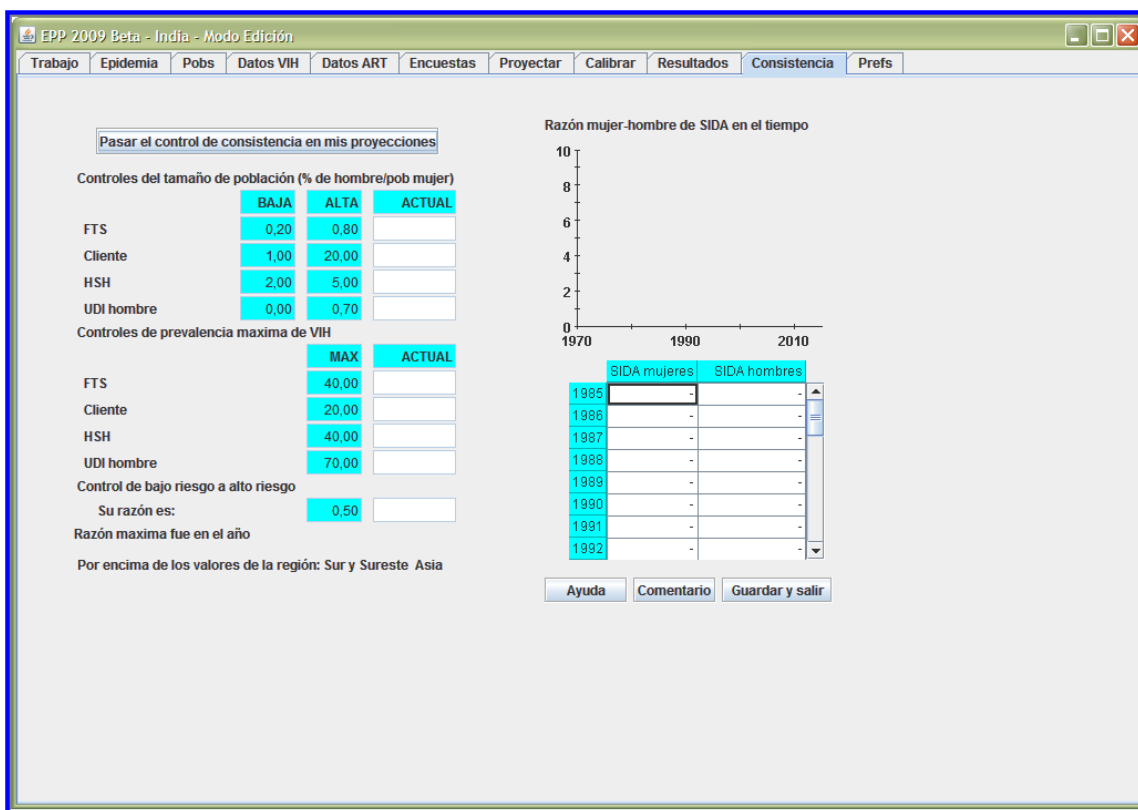 EPP 2009 Beta - India - Modo Edición
Trabajo Epidemia Pobs Datos VIH Datos ART Encuestas Proyectar Calibrar Resultados Consistencia Prefs
Pasar el control de consistencia en mis proyecciones
Controles del tamaño de población (% de hombre/pob mujer)
BAJA ALTA ACTUAL
FTS 0,20 0,80
Cliente 1,00 20,00
HSH 2,00 5,00
UDI hombre 0,00 0,70
Controles de prevalencia maxima de VIH
MAX ACTUAL
FTS 40,00
Cliente 20,00
HSH 40,00
UDI hombre 70,00
Control de bajo riesgo a alto riesgo
Su razón es: 0,50
Razón maxima fue en el año
Por encima de los valores de la región: Sur y Sureste Asia
Razón mujer-hombre de SIDA en el tiempo
10
8
6
4
2
0
1970 1990 2010
SIDA mujeres SIDA hombres
1985 - -
1986 - -
1987 - -
1988 - -
1989 - -
1990 - -
1991 - -
1992 - -
Ayuda Comentario Guardar y salir